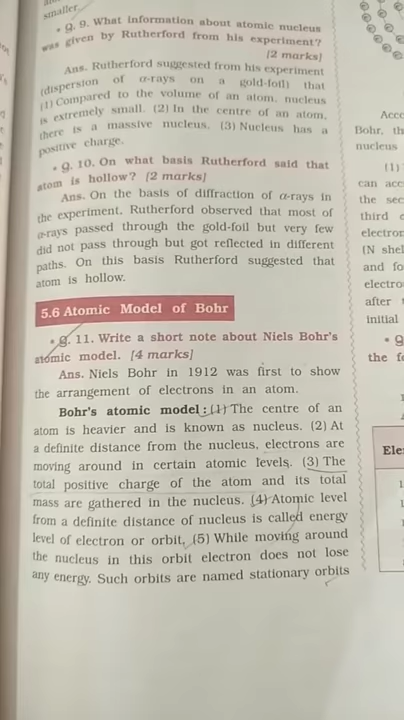 smaller.
• Q. 9. What information about atomic nucleus
was given by Rutherford from his experiment?
[2 marks]
Ans. Rutherford suggested from his experiment
(dispersion of α-rays on a gold-foil) that
(1) Compared to the volume of an atom, nucleus
is extremely small. (2) In the centre of an atom,
there is a massive nucleus. (3) Nucleus has a
positive charge.
• Q. 10. On what basis Rutherford said that
atom is hollow? [2 marks]
Ans. On the basis of diffraction of α-rays in
the experiment, Rutherford observed that most of
α-rays passed through the gold-foil but very few
did not pass through but got reflected in different
paths. On this basis Rutherford suggested that
atom is hollow.
5.6 Atomic Model of Bohr
• Q. 11. Write a short note about Niels Bohr's
atomic model. [4 marks]
Ans. Niels Bohr in 1912 was first to show
the arrangement of electrons in an atom.
Bohr's atomic model : (1) The centre of an
atom is heavier and is known as nucleus. (2) At
a definite distance from the nucleus, electrons are
moving around in certain atomic levels. (3) The
total positive charge of the atom and its total
mass are gathered in the nucleus. (4) Atomic level
from a definite distance of nucleus is called energy
level of electron or orbit. (5) While moving around
the nucleus in this orbit electron does not lose
any energy. Such orbits are named stationary orbits
Bohr, th
nucleus
(1)
can acc
the sec
third
electron
(N shel
and fo
electro
after
initial
• Q
the f
Ele